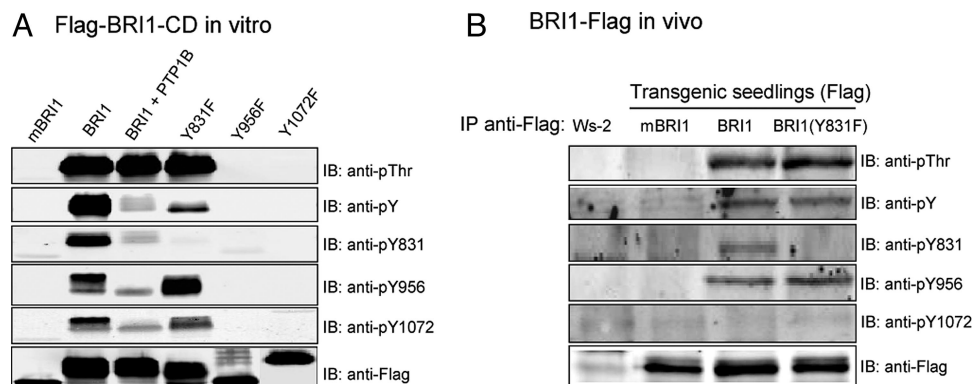 A Flag-BRI1-CD in vitro
mBRI1
BRI1
BRI1 + PTP1B
Y831F
Y956F
Y1072F
IB: anti-pThr
IB: anti-pY
IB: anti-pY831
IB: anti-pY956
IB: anti-pY1072
IB: anti-Flag
B BRI1-Flag in vivo
Transgenic seedlings (Flag)
IP anti-Flag: Ws-2 mBRI1 BRI1 BRI1(Y831F)
IB: anti-pThr
IB: anti-pY
IB: anti-pY831
IB: anti-pY956
IB: anti-pY1072
IB: anti-Flag